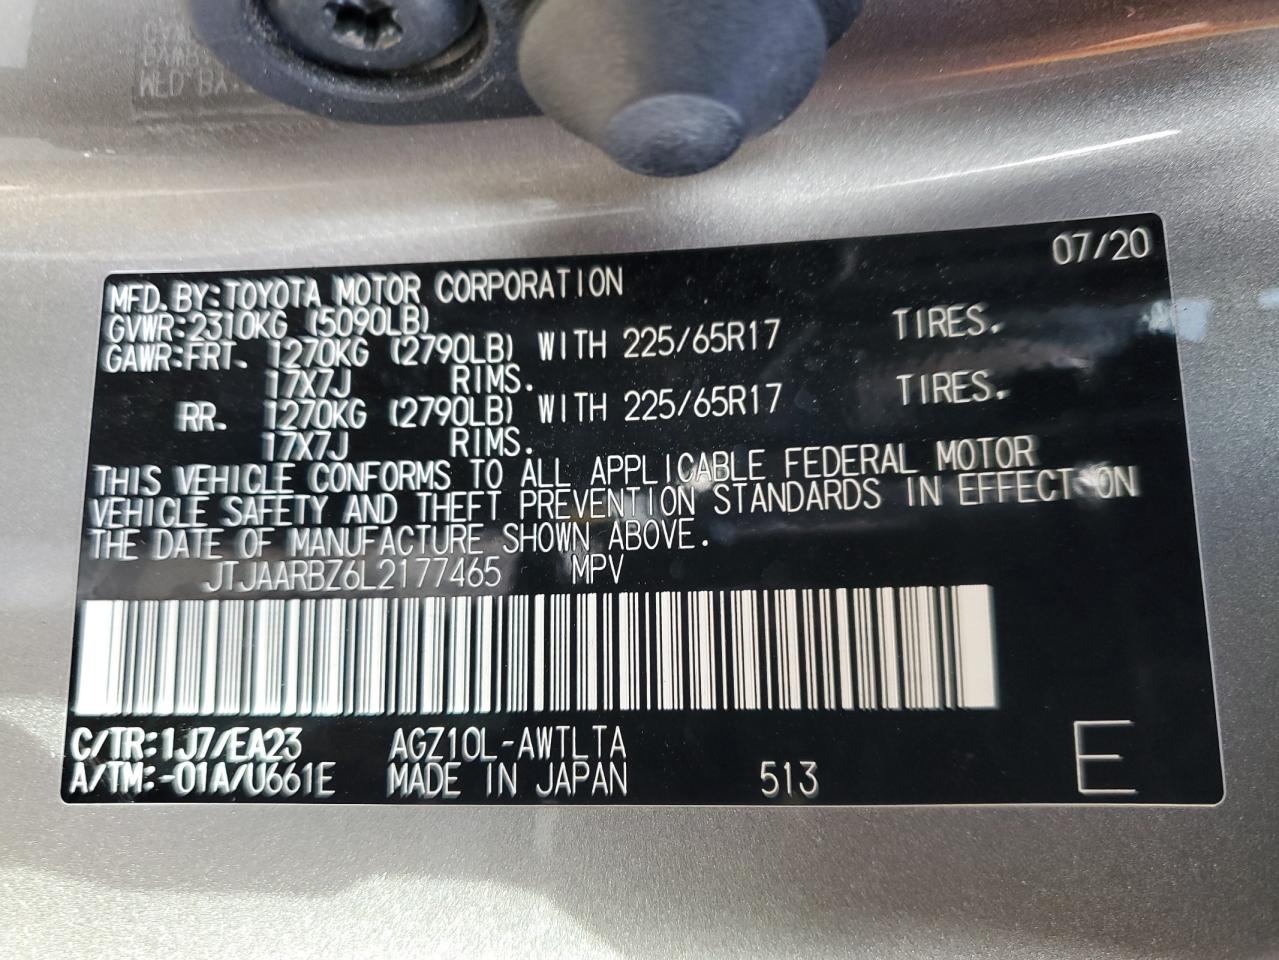 07/20
MFD.BY:TOYOTA MOTOR CORPORATION
GVWR:2310KG (5090LB)
GAWR:FRT. 1270KG (2790LB) WITH 225/65R17 TIRES.
17X7J RIMS.
RR. 1270KG (2790LB) WITH 225/65R17 TIRES.
17X7J RIMS.
THIS VEHICLE CONFORMS TO ALL APPLICABLE FEDERAL MOTOR
VEHICLE SAFETY AND THEFT PREVENTION STANDARDS IN EFFECT ON
THE DATE OF MANUFACTURE SHOWN ABOVE.
JTJAARBZ6L2177465 MPV
C/TR:1J7/EA23 AGZ10L-AWTLTA
A/TM:-01A/U661E MADE IN JAPAN 513
E